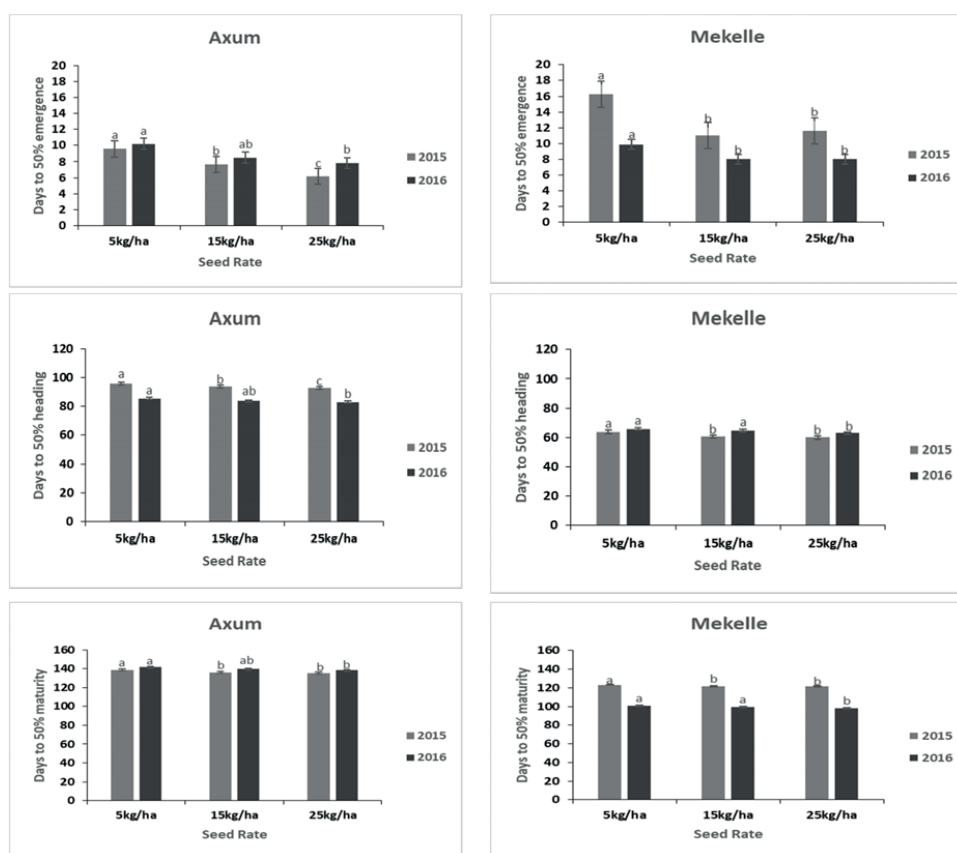 Axum
Days to 50% emergence
20
18
16
14
12
10
8
6
4
2
0
a a b ab c b
5kg/ha 15kg/ha 25kg/ha
Seed Rate
2015
2016
Mekelle
Days to 50% emergence
20
18
16
14
12
10
8
6
4
2
0
a a b b b b
5kg/ha 15kg/ha 25kg/ha
Seed Rate
2015
2016
Axum
Days to 50% heading
120
100
80
60
40
20
0
a a b ab c b
5kg/ha 15kg/ha 25kg/ha
Seed Rate
2015
2016
Mekelle
Days to 50% heading
120
100
80
60
40
20
0
a a b a b b
5kg/ha 15kg/ha 25kg/ha
Seed Rate
2015
2016
Axum
Days to 50% maturity
160
140
120
100
80
60
40
20
0
a a b ab b b
5kg/ha 15kg/ha 25kg/ha
Seed Rate
2015
2016
Mekelle
Days to 50% maturity
160
140
120
100
80
60
40
20
0
a a b a b b
5kg/ha 15kg/ha 25kg/ha
Seed Rate
2015
2016